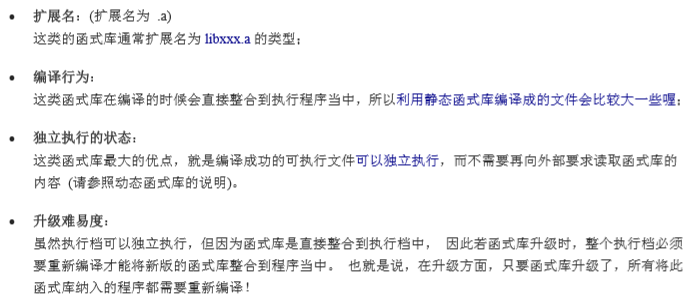 扩展名：(扩展名为 .a)
这类的函式库通常扩展名为 libxxx.a 的类型；
编译行为：
这类函式库在编译的时候会直接整合到执行程序当中，所以利用静态函式库编译成的文件会比较大一些喔；
独立执行的状态：
这类函式库最大的优点，就是编译成功的可执行文件可以独立执行，而不需要再向外部要求读取函式库的
内容 (请参照动态函式库的说明)。
升级难易度：
虽然执行档可以独立执行，但因为函式库是直接整合到执行档中， 因此若函式库升级时，整个执行档必须
要重新编译才能将新版的函式库整合到程序当中。 也就是说，在升级方面，只要函式库升级了，所有将此
函式库纳入的程序都需要重新编译！